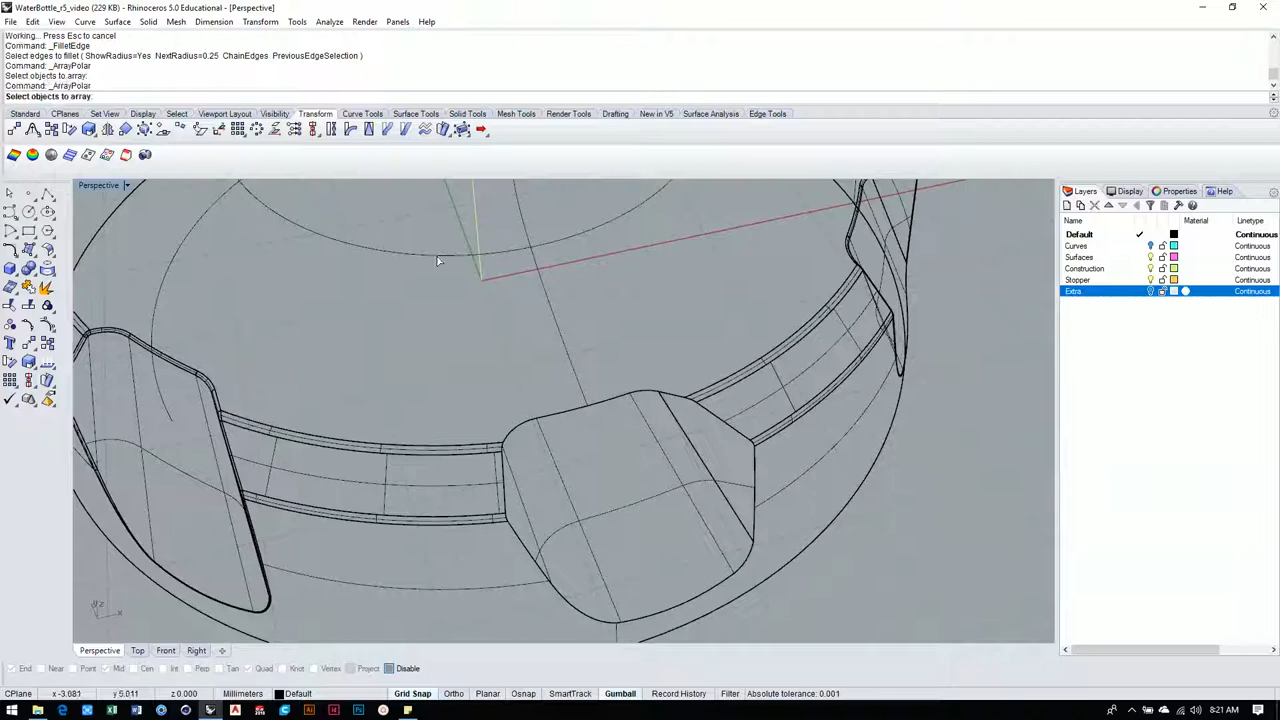 WaterBottle_r5_video (229 KB) - Rhinoceros 5.0 Educational - [Perspective]
File Edit View Curve Surface Solid Mesh Dimension Transform Tools Analyze Render Panels Help
Working... Press Esc to cancel
Command: _FilletEdge
Select edges to fillet ( ShowRadius=Yes NextRadius=0.25 ChainEdges PreviousEdgeSelection )
Command: _ArrayPolar
Select objects to array:
Command: _ArrayPolar
Select objects to array:
Standard CPlanes Set View Display Select Viewport Layout Visibility Transform Curve Tools Surface Tools Solid Tools Mesh Tools Render Tools Drafting New in V5 Surface Analysis Edge Tools
Perspective
Layers Display Properties Help
Name Material Linetype
Default Continuous
Curves Continuous
Surfaces Continuous
Construction Continuous
Stopper Continuous
Extra Continuous
z x
Perspective Top Front Right
End Near Point Mid Cen Int Perp Tan Quad Knot Vertex Project Disable
CPlane x -3.081 y 5.011 z 0.000 Millimeters Default Grid Snap Ortho Planar Osnap SmartTrack Gumball Record History Filter Absolute tolerance: 0.001
8:21 AM